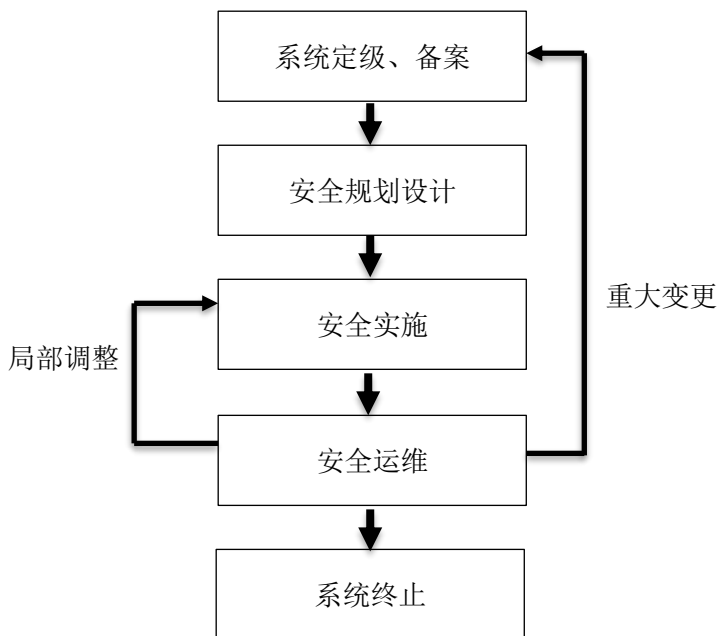 系统定级、备案
安全规划设计
安全实施
重大变更
局部调整
安全运维
系统终止